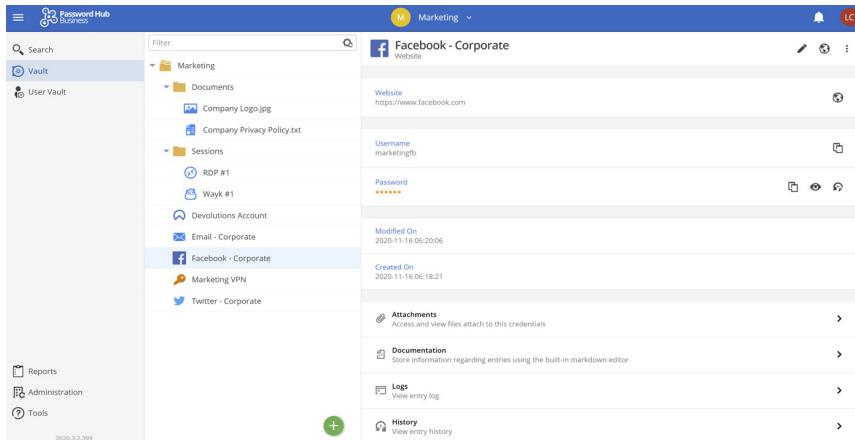 Password Hub
Business
M
Marketing
LC
Search
Vault
User Vault
Reports
Administration
Tools
2020.3.2.399
Filter
Marketing
Documents
Company Logo.jpg
Company Privacy Policy.txt
Sessions
RDP #1
Wayk #1
Devolutions Account
Email - Corporate
Facebook - Corporate
Marketing VPN
Twitter - Corporate
Facebook - Corporate
Website
Website
https://www.facebook.com
Username
marketingfb
Password
Modified On
2020-11-16 06:20:06
Created On
2020-11-16 06:18:21
Attachments
Access and view files attach to this credentials
Documentation
Store information regarding entries using the built-in markdown editor
Logs
View entry log
History
View entry history